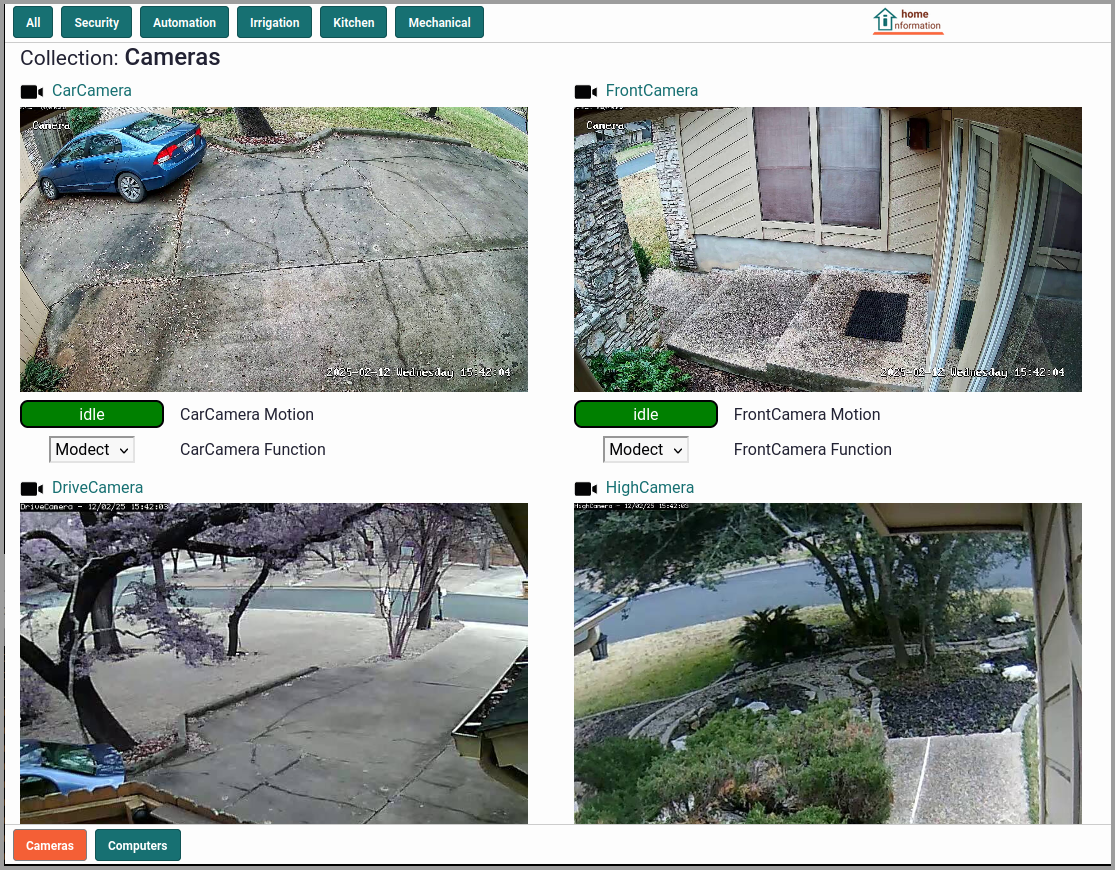 All Security Automation Irrigation Kitchen Mechanical
home
nformation
Collection: Cameras
CarCamera
FrontCamera
Camera
Camera
2025-02-12 Wednesday 15:42:04
2025-02-12 Wednesday 15:42:04
idle CarCamera Motion
idle FrontCamera Motion
Modect CarCamera Function
Modect FrontCamera Function
DriveCamera
HighCamera
DriveCamera - 12/02/25 15:42:03
HighCamera - 12/02/25 15:42:03
Cameras Computers